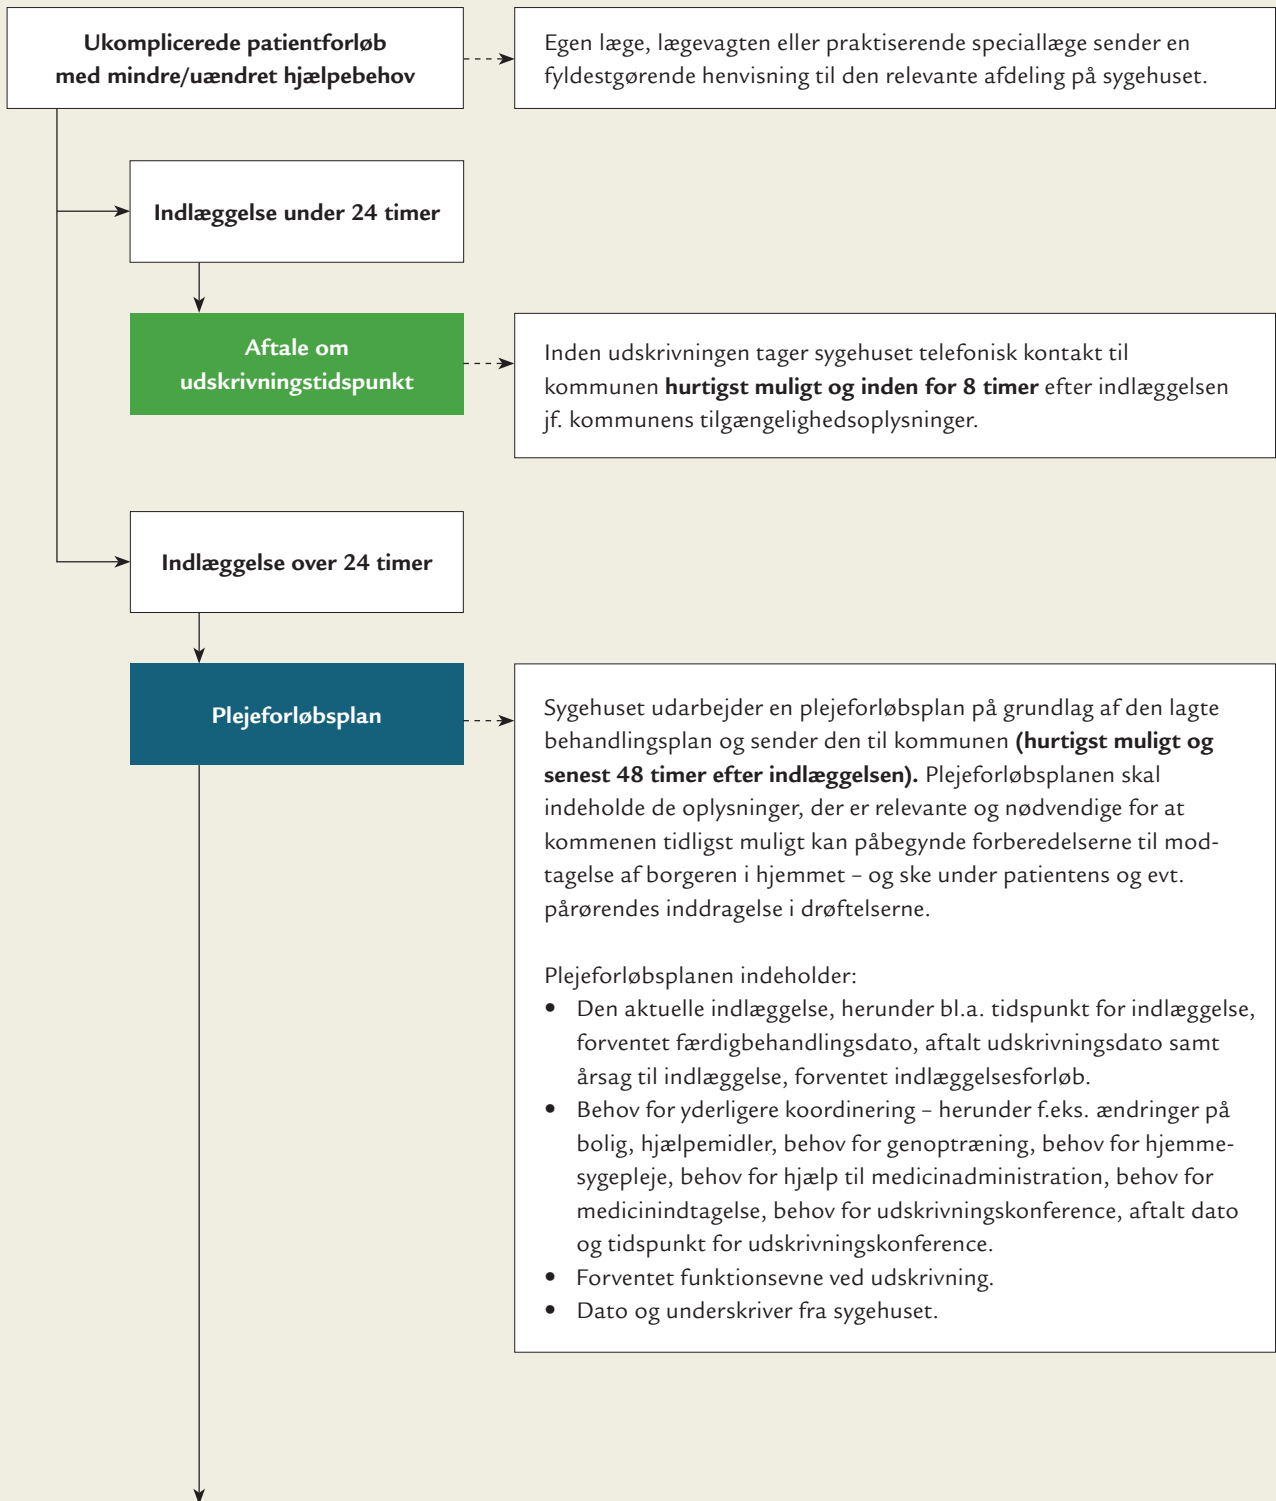 Ukomplicerede patientforløb
med mindre/uændret hjælpebehov
Egen læge, lægevagten eller praktiserende speciallæge sender en
fyldestgørende henvisning til den relevante afdeling på sygehuset.
Indlæggelse under 24 timer
Aftale om
udskrivningstidspunkt
Inden udskrivningen tager sygehuset telefonisk kontakt til
kommunen hurtigst muligt og inden for 8 timer efter indlæggelsen
jf. kommunens tilgængelighedsoplysninger.
Indlæggelse over 24 timer
Plejeforløbsplan
Sygehuset udarbejder en plejeforløbsplan på grundlag af den lagte
behandlingsplan og sender den til kommunen (hurtigst muligt og
senest 48 timer efter indlæggelsen). Plejeforløbsplanen skal
indeholde de oplysninger, der er relevante og nødvendige for at
kommenen tidligst muligt kan påbegynde forberedelserne til mod-
tagelse af borgeren i hjemmet – og ske under patientens og evt.
pårørendes inddragelse i drøftelserne.
Plejeforløbsplanen indeholder:
• Den aktuelle indlæggelse, herunder bl.a. tidspunkt for indlæggelse,
forventet færdigbehandlingsdato, aftalt udskrivningsdato samt
årsag til indlæggelse, forventet indlæggelsesforløb.
• Behov for yderligere koordinering – herunder f.eks. ændringer på
bolig, hjælpemidler, behov for genoptræning, behov for hjemme-
sygepleje, behov for hjælp til medicinadministration, behov for
medicinindtagelse, behov for udskrivningskonference, aftalt dato
og tidspunkt for udskrivningskonference.
• Forventet funktionsevne ved udskrivning.
• Dato og underskriver fra sygehuset.